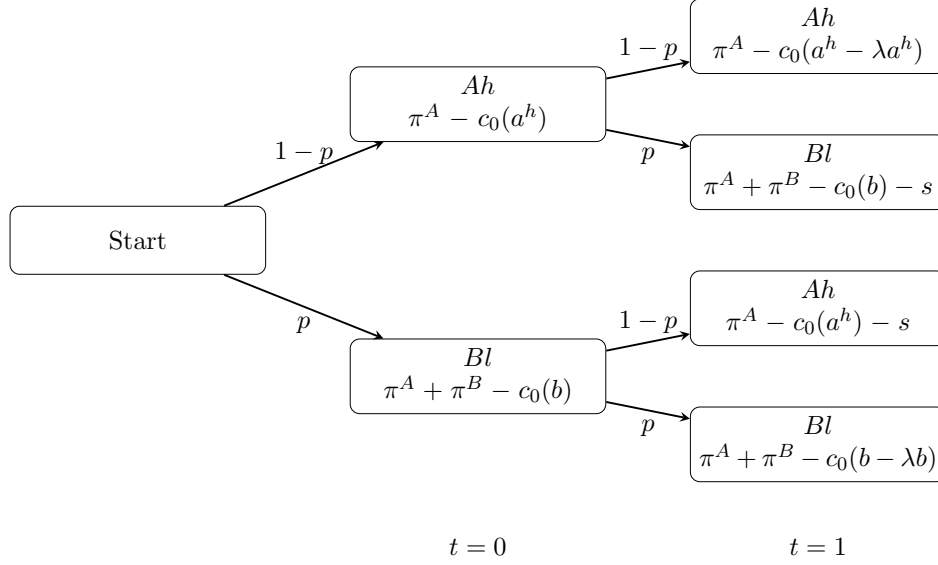 Ah
π^A − c_0(a^h − λa^h)
1 − p
Ah
π^A − c_0(a^h)
p
1 − p
Bl
π^A + π^B − c_0(b) − s
Start
Ah
π^A − c_0(a^h) − s
p
1 − p
Bl
π^A + π^B − c_0(b)
p
Bl
π^A + π^B − c_0(b − λb)
t = 0
t = 1